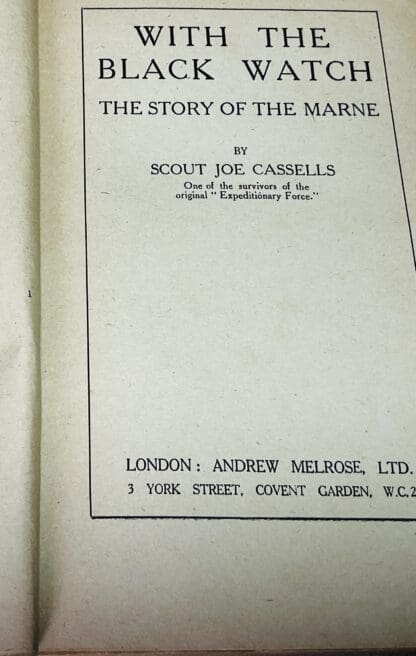 WITH THE
BLACK WATCH
THE STORY OF THE MARNE
BY
SCOUT JOE CASSELLS
One of the survivors of the
original " Expeditionary Force."
LONDON: ANDREW MELROSE, LTD.
3 YORK STREET, COVENT GARDEN, W.C.2